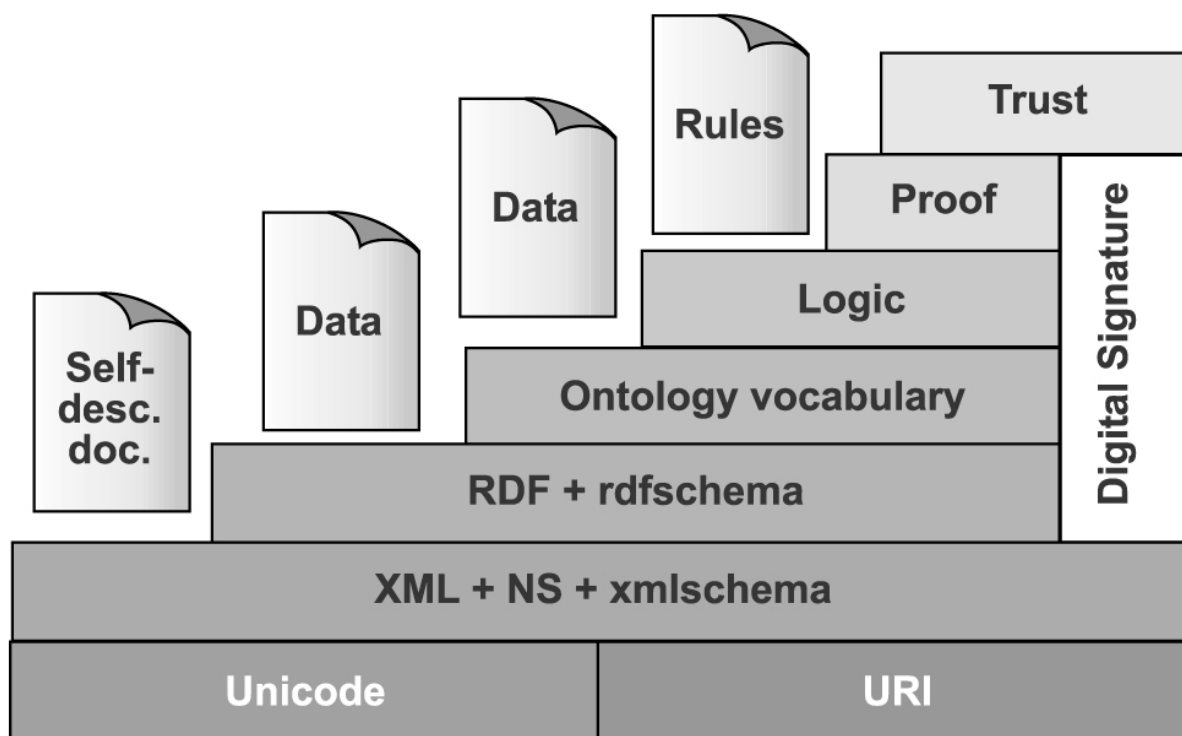 Rules
Trust
Data
Proof
Data
Logic
Self-
desc.
doc.
Ontology vocabulary
Digital Signature
RDF + rdfschema
XML + NS + xmlschema
Unicode
URI